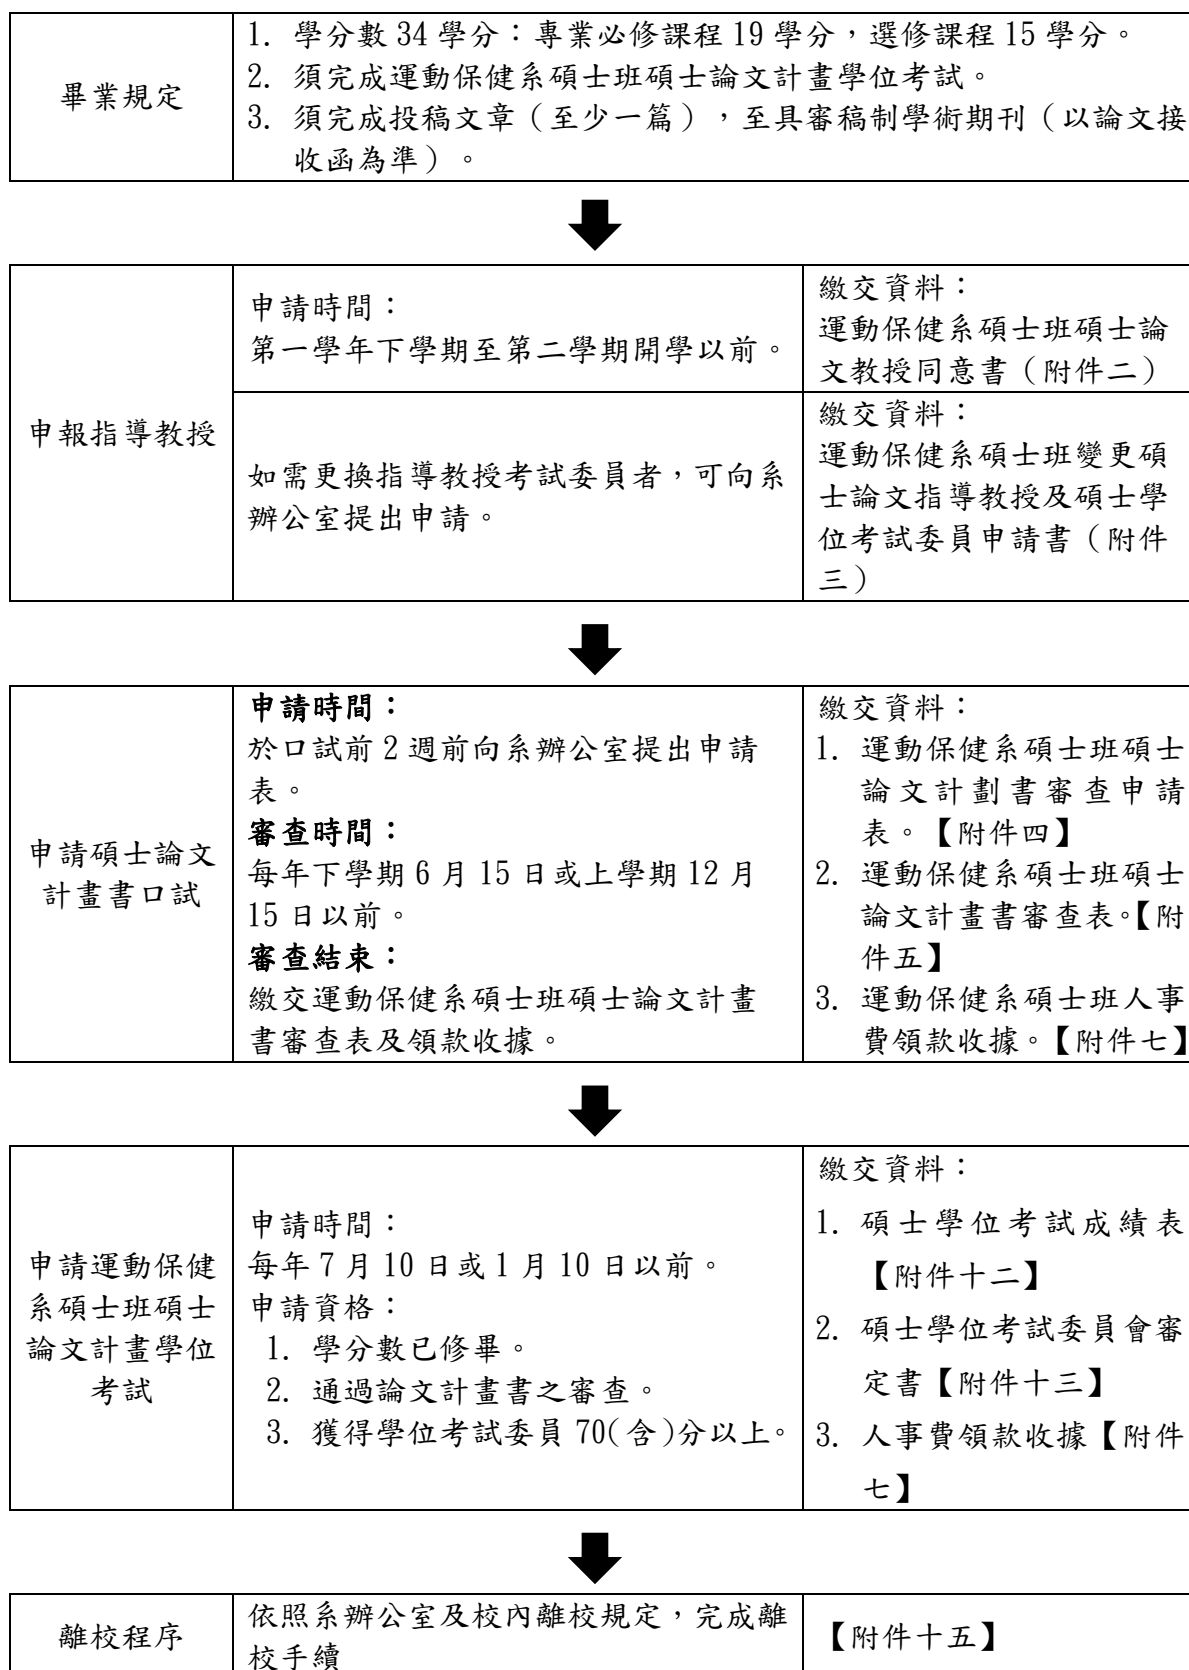 畢業規定
1. 學分數 34 學分：專業必修課程 19 學分，選修課程 15 學分。
2. 須完成運動保健系碩士班碩士論文計畫學位考試。
3. 須完成投稿文章（至少一篇），至具審稿制學術期刊（以論文接
收函為準）。
申報指導教授
申請時間：
第一學年下學期至第二學期開學以前。
繳交資料：
運動保健系碩士班碩士論
文教授同意書（附件二）
如需更換指導教授考試委員者，可向系
辦公室提出申請。
繳交資料：
運動保健系碩士班變更碩
士論文指導教授及碩士學
位考試委員申請書（附件
三）
申請碩士論文
計畫書口試
申請時間：
於口試前 2 週前向系辦公室提出申請
表。
審查時間：
每年下學期 6 月 15 日或上學期 12 月
15 日以前。
審查結束：
繳交運動保健系碩士班碩士論文計畫
書審查表及領款收據。
繳交資料：
1. 運動保健系碩士班碩士
論文計劃書審查申請
表。【附件四】
2. 運動保健系碩士班碩士
論文計畫書審查表。【附
件五】
3. 運動保健系碩士班人事
費領款收據。【附件七】
申請運動保健
系碩士班碩士
論文計畫學位
考試
申請時間：
每年 7 月 10 日或 1 月 10 日以前。
申請資格：
1. 學分數已修畢。
2. 通過論文計畫書之審查。
3. 獲得學位考試委員 70(含)分以上。
繳交資料：
1. 碩士學位考試成績表
【附件十二】
2. 碩士學位考試委員會審
定書【附件十三】
3. 人事費領款收據【附件
七】
離校程序
依照系辦公室及校內離校規定，完成離
校手續
【附件十五】